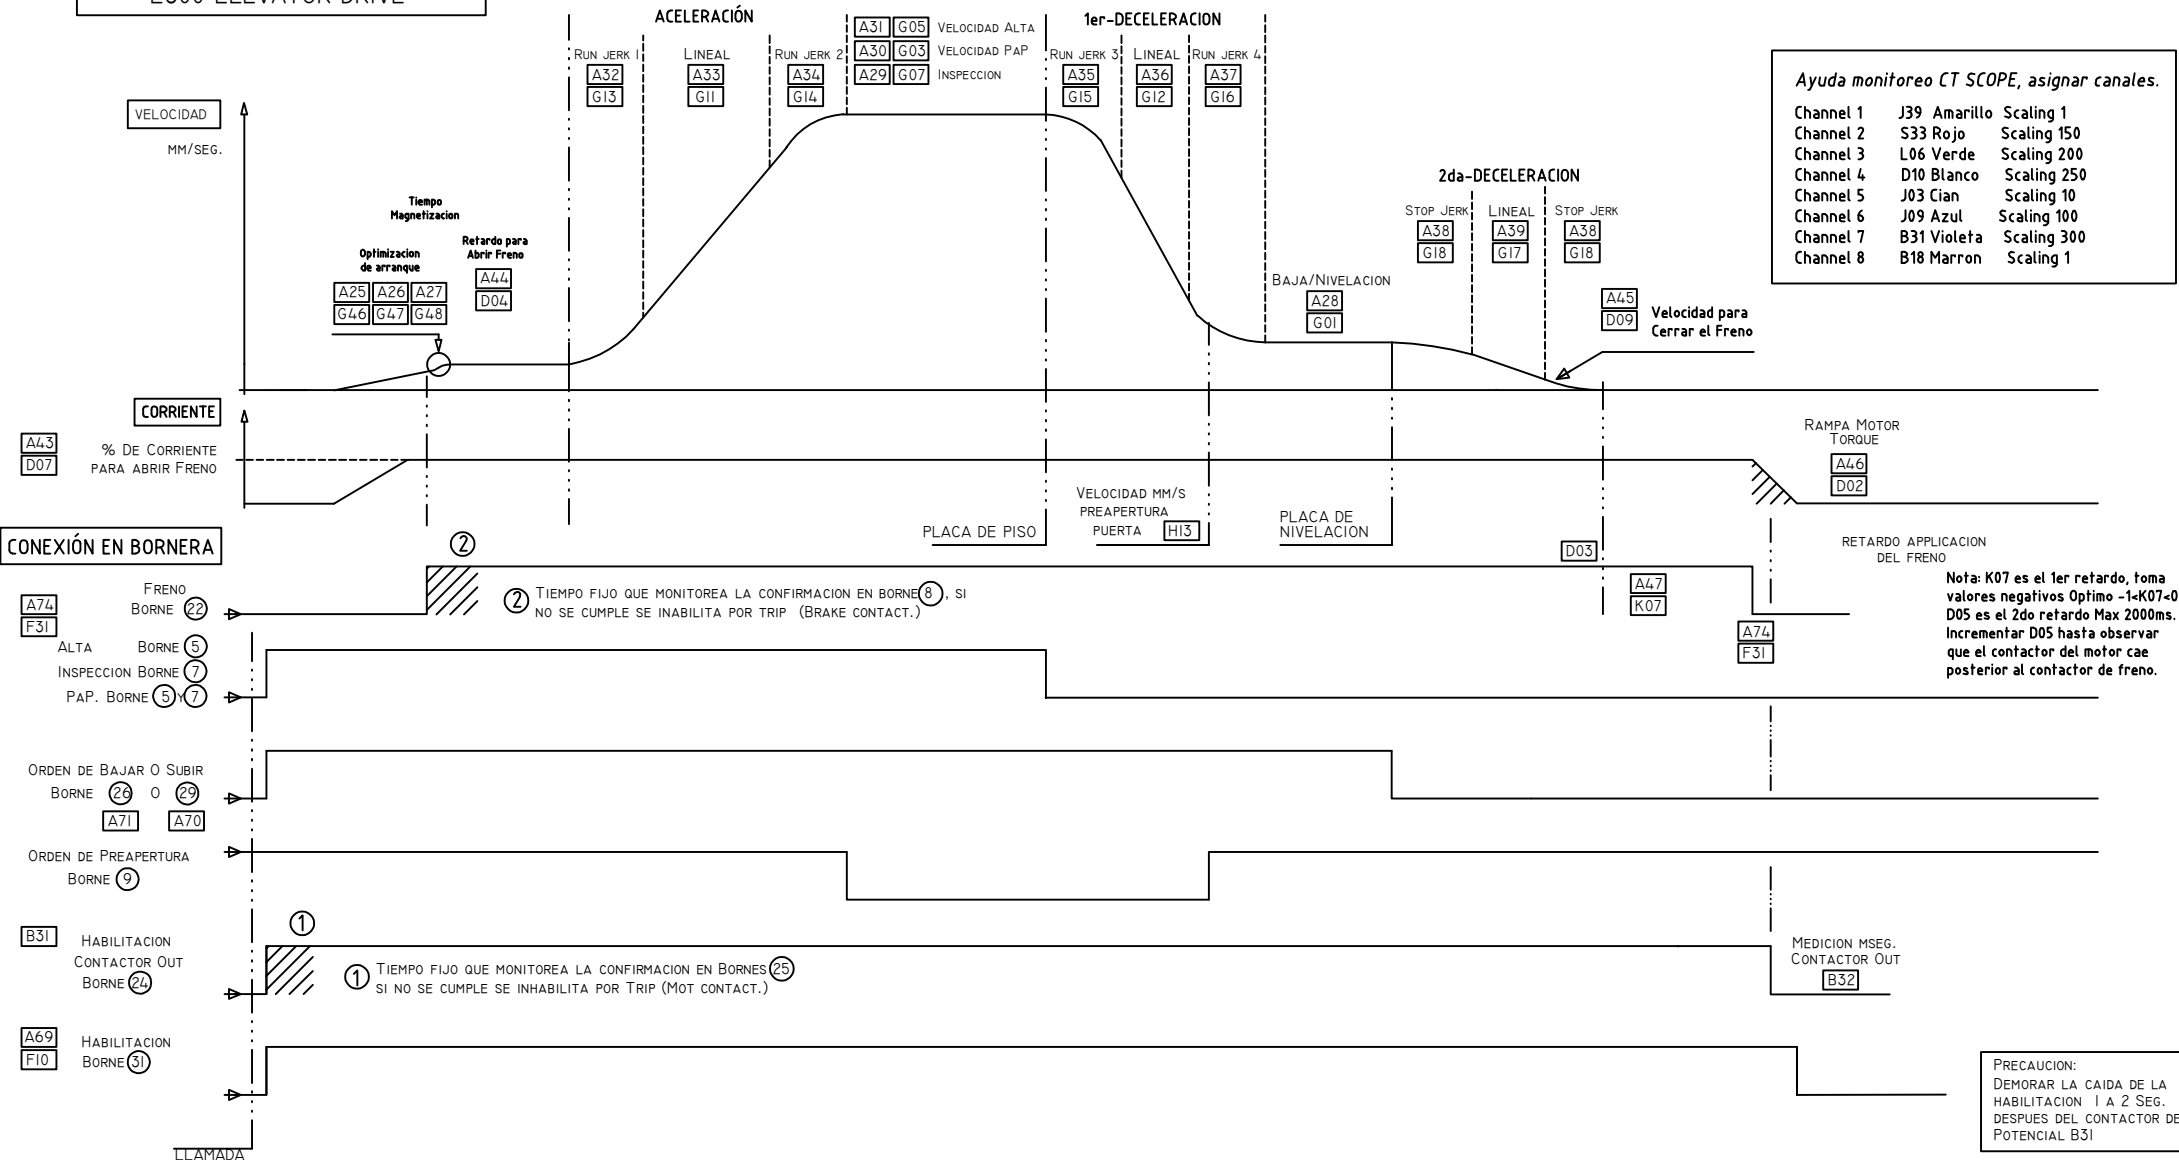 E300 ELEVATOR DRIVE
ACELERACIÓN
RUN JERK 1
A32
G13
LINEAL
A33
G11
RUN JERK 2
A34
G14
A31 G05 VELOCIDAD ALTA
A30 G03 VELOCIDAD PAP
A29 G07 INSPECCION
1er-DECELERACION
RUN JERK 3
A35
G15
LINEAL
A36
G12
RUN JERK 4
A37
G16
Ayuda monitoreo CT SCOPE, asignar canales.
Channel 1 J39 Amarillo Scaling 1
Channel 2 S33 Rojo Scaling 150
Channel 3 L06 Verde Scaling 200
Channel 4 D10 Blanco Scaling 250
Channel 5 J03 Cian Scaling 10
Channel 6 J09 Azul Scaling 100
Channel 7 B31 Violeta Scaling 300
Channel 8 B18 Marron Scaling 1
VELOCIDAD
MM/SEG.
Tiempo
Magnetizacion
Optimizacion
de arranque
A25 A26 A27
G46 G47 G48
Retardo para
Abrir Freno
A44
D04
2da-DECELERACION
STOP JERK
A38
G18
LINEAL
A39
G17
STOP JERK
A38
G18
BAJA/NIVELACION
A28
G01
A45
D09
Velocidad para
Cerrar el Freno
CORRIENTE
A43
D07
% DE CORRIENTE
PARA ABRIR FRENO
RAMPA MOTOR
TORQUE
A46
D02
PLACA DE PISO
VELOCIDAD MM/S
PREAPERTURA
PUERTA H13
PLACA DE
NIVELACION
CONEXIÓN EN BORNERA
2
D03
RETARDO APPLICACION
DEL FRENO
A74
F31
FRENO
BORNE 22
2 TIEMPO FIJO QUE MONITOREA LA CONFIRMACION EN BORNE 8, SI
NO SE CUMPLE SE INABILITA POR TRIP (BRAKE CONTACT.)
A47
K07
A74
F31
Nota: K07 es el 1er retardo, toma
valores negativos Optimo -1<K07<0
D05 es el 2do retardo Max 2000ms.
Incrementar D05 hasta observar
que el contactor del motor cae
posterior al contactor de freno.
ALTA BORNE 5
INSPECCION BORNE 7
PAP. BORNE 5 Y 7
ORDEN DE BAJAR O SUBIR
BORNE 26 O 29
A71 A70
ORDEN DE PREAPERTURA
BORNE 9
1
B31
HABILITACION
CONTACTOR OUT
BORNE 24
1 TIEMPO FIJO QUE MONITOREA LA CONFIRMACION EN BORNES 25
SI NO SE CUMPLE SE INHABILITA POR TRIP (MOT CONTACT.)
MEDICION MSEG.
CONTACTOR OUT
B32
A69
F10
HABILITACION
BORNE 31
PRECAUCION:
DEMORAR LA CAIDA DE LA
HABILITACION 1 A 2 SEG.
DESPUES DEL CONTACTOR DE
POTENCIAL B31
LLAMADA